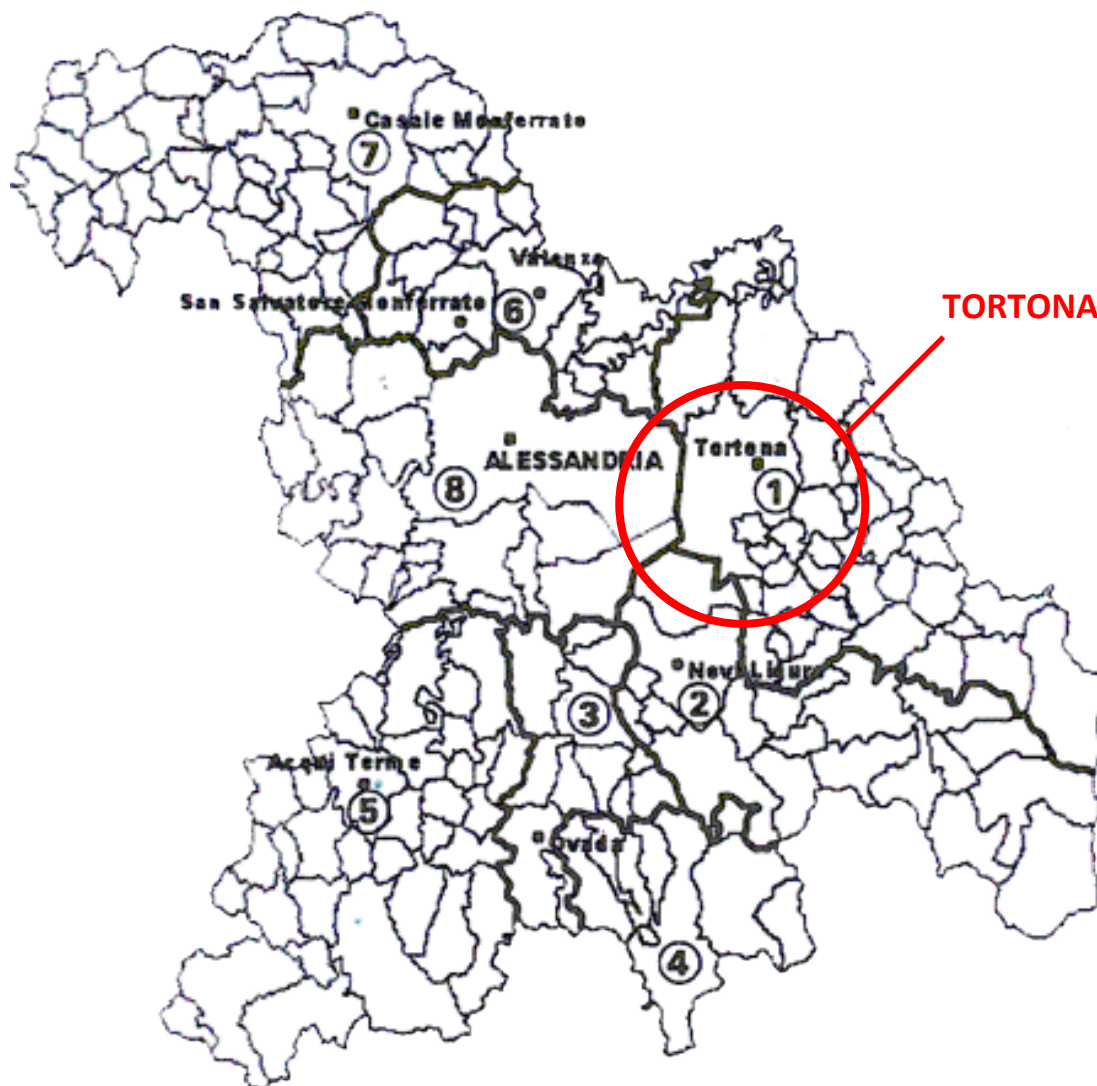 Casale Monferrato
7
Valenza
San Salvatore Monferrato
6
TORTONA
Tortona
ALESSANDRIA
8
1
Novi Ligure
2
3
Acqui Terme
5
Ovada
4